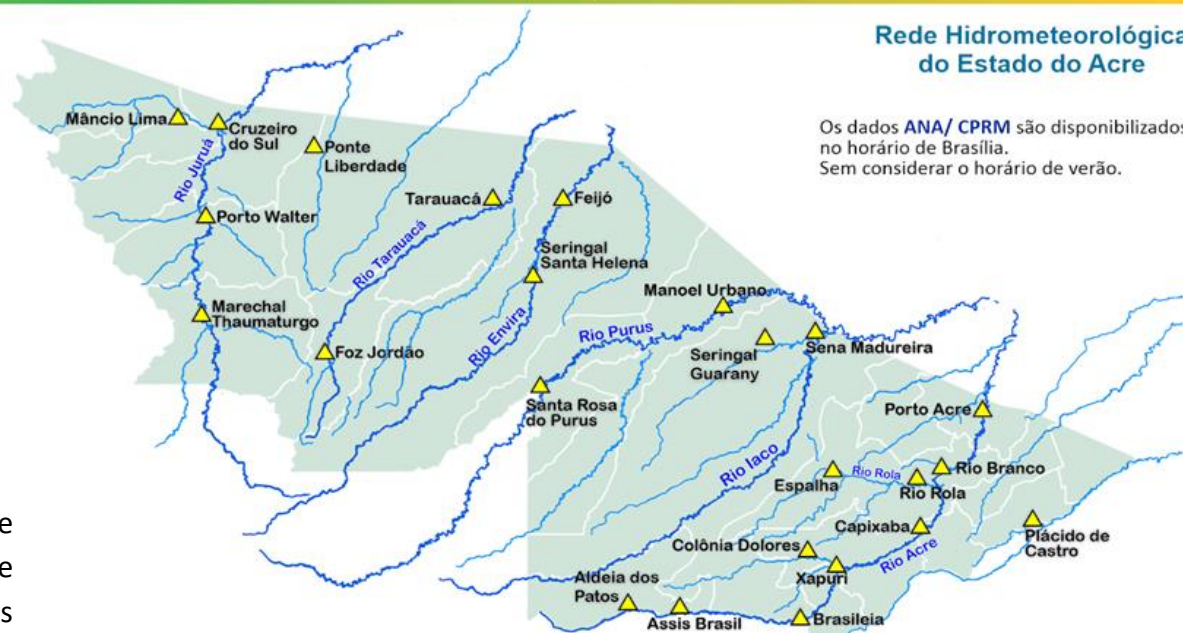 Rede Hidrometeorológica
do Estado do Acre
Os dados ANA/ CPRM são disponibilizados
no horário de Brasília.
Sem considerar o horário de verão.
Mâncio Lima
Cruzeiro
do Sul
Ponte
Liberdade
Rio Juruá
Porto Walter
Tarauacá
Feijó
Rio Tarauacá
Seringal
Santa Helena
Marechal
Thaumaturgo
Foz Jordão
Rio Envira
Manoel Urbano
Rio Purus
Seringal
Guarany
Sena Madureira
Santa Rosa
do Purus
Porto Acre
Rio Iaco
Espalha
Rio Rola
Rio Rola
Rio Branco
Capixaba
Plácido de
Castro
Colônia Dolores
Xapuri
Rio Acre
Aldeia dos
Patos
Assis Brasil
Brasileia
e
e
s